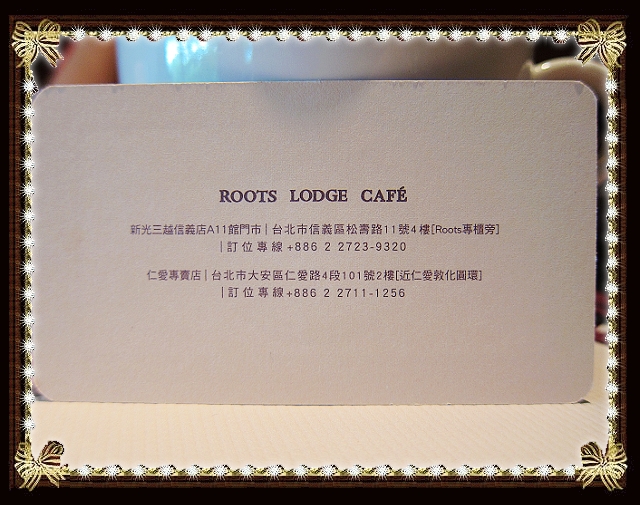 ROOTS LODGE CAFÉ
新光三越信義店A11館門市|台北市信義區松壽路11號4樓[Roots專櫃旁]
|訂位專線+886 2 2723-9320
仁愛專賣店|台北市大安區仁愛路4段101號2樓[近仁愛敦化圓環]
|訂位專線+886 2 2711-1256